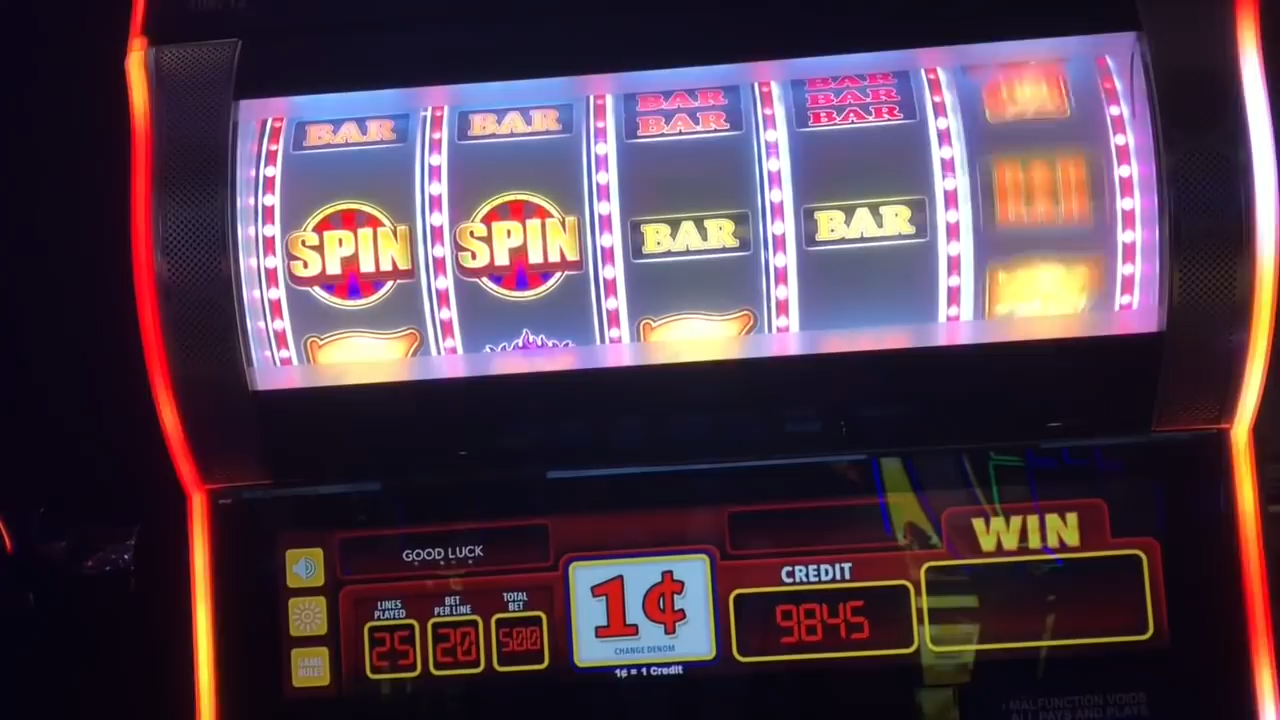 BAR BAR BAR BAR
BAR BAR
BAR
SPIN SPIN BAR BAR
GOOD LUCK
WIN
LINES PLAYED
BET PER LINE
TOTAL BET
25 20 500
1¢
CHANGE DENOM
1¢ = 1 Credit
CREDIT
9845
GAME RULES
MALFUNCTION VOIDS
ALL PAYS AND PLAYS